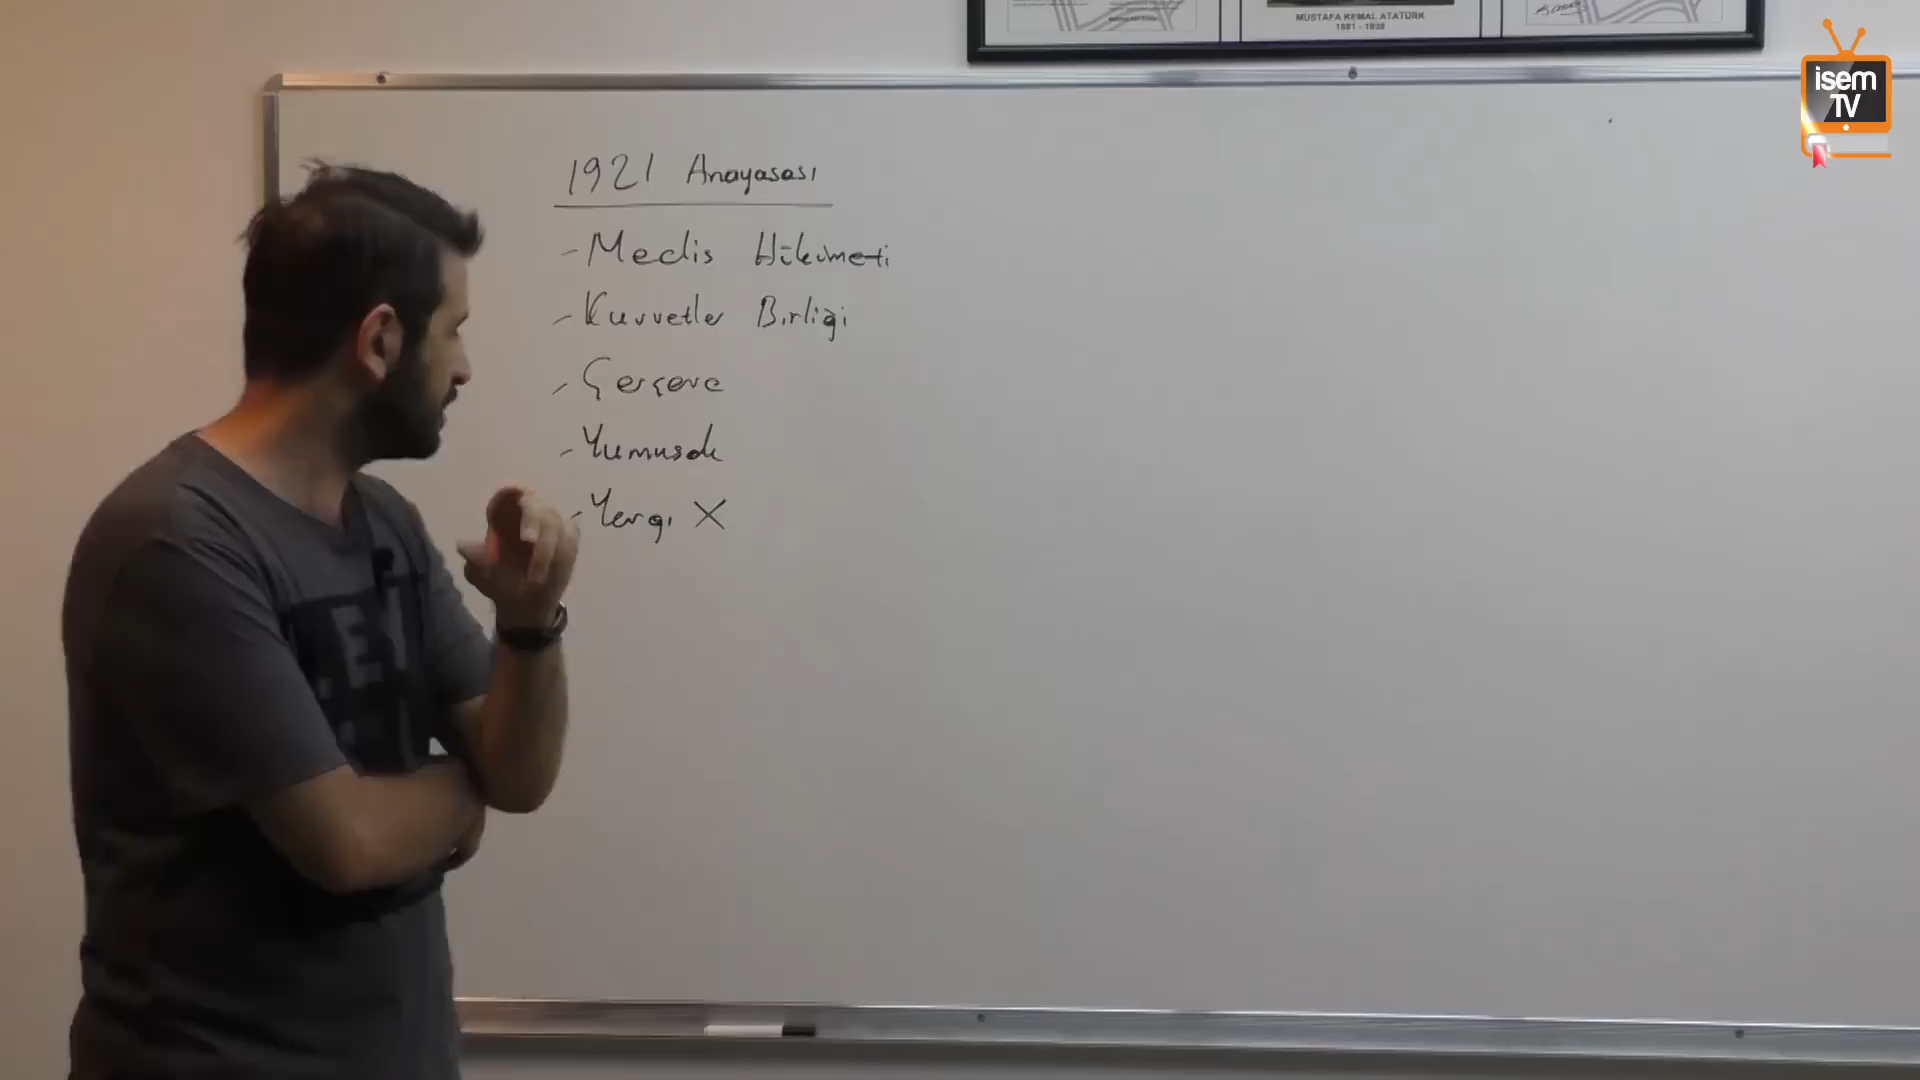 MUSTAFA KEMAL ATATÜRK
1881 - 1938
isem
TV
1921 Anayasası
- Meclis Hükümeti
- Kuvvetler Birliği
- Çerçeve
- Yumuşak
- Yargı X